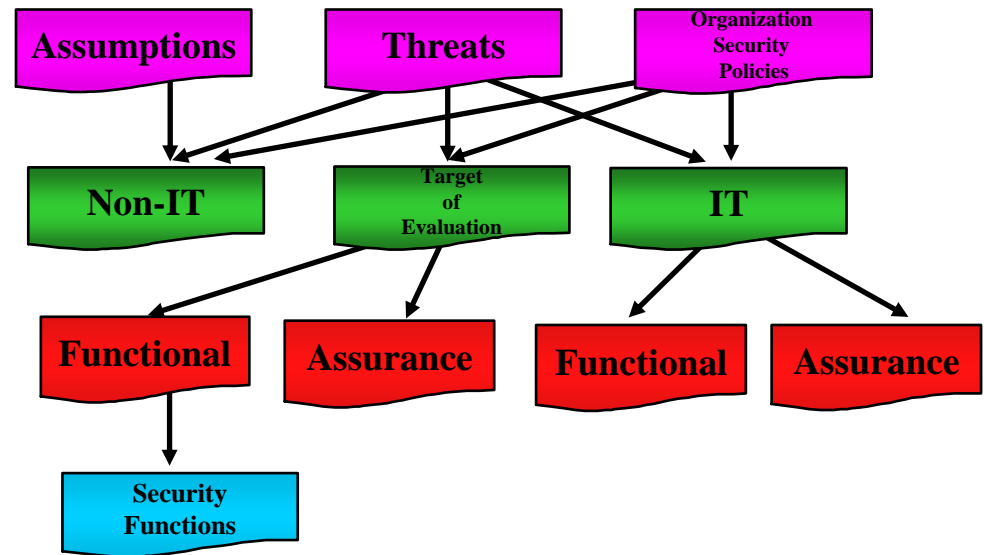 Assumptions
Threats
Organization
Security
Policies
Non-IT
Target
of
Evaluation
IT
Functional
Assurance
Functional
Assurance
Security
Functions